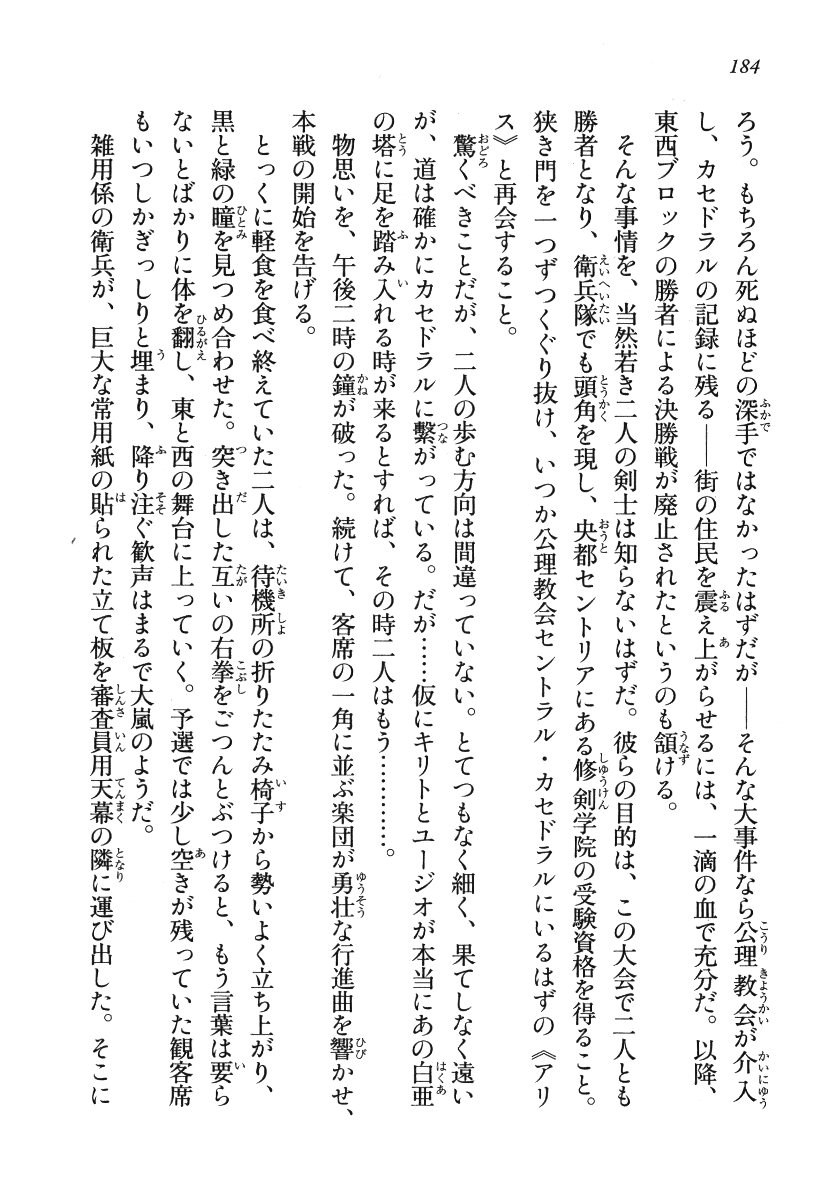 184
ろう。もちろん死ぬほどの深手ではなかったはずだが――そんな大事件なら公理教会が介入
し、カセドラルの記録に残る――街の住民を震え上がらせるには、一滴の血で充分だ。以降、
東西ブロックの勝者による決勝戦が廃止されたというのも頷ける。
そんな事情を、当然若き二人の剣士は知らないはずだ。彼らの目的は、この大会で二人とも
勝者となり、衛兵隊でも頭角を現し、央都セントリアにある修剣学院の受験資格を得ること。
狭き門を一つずつくぐり抜け、いつか公理教会セントラル・カセドラルにいるはずの《アリ
ス》と再会すること。
驚くべきことだが、二人の歩む方向は間違っていない。とてつもなく細く、果てしなく遠い
が、道は確かにカセドラルに繋がっている。だが……仮にキリトとユージオが本当にあの白亜
の塔に足を踏み入れる時が来るとすれば、その時二人はもう…………。
物思いを、午後二時の鐘が破った。続けて、客席の一角に並ぶ楽団が勇壮な行進曲を響かせ、
本戦の開始を告げる。
とっくに軽食を食べ終えていた二人は、待機所の折りたたみ椅子から勢いよく立ち上がり、
黒と緑の瞳を見つめ合わせた。突き出した互いの右拳をごつんとぶつけると、もう言葉は要ら
ないとばかりに体を翻し、東と西の舞台に上っていく。予選では少し空きが残っていた観客席
もいつしかぎっしりと埋まり、降り注ぐ歓声はまるで大嵐のようだ。
雑用係の衛兵が、巨大な常用紙の貼られた立て板を審査員用天幕の隣に運び出した。そこに